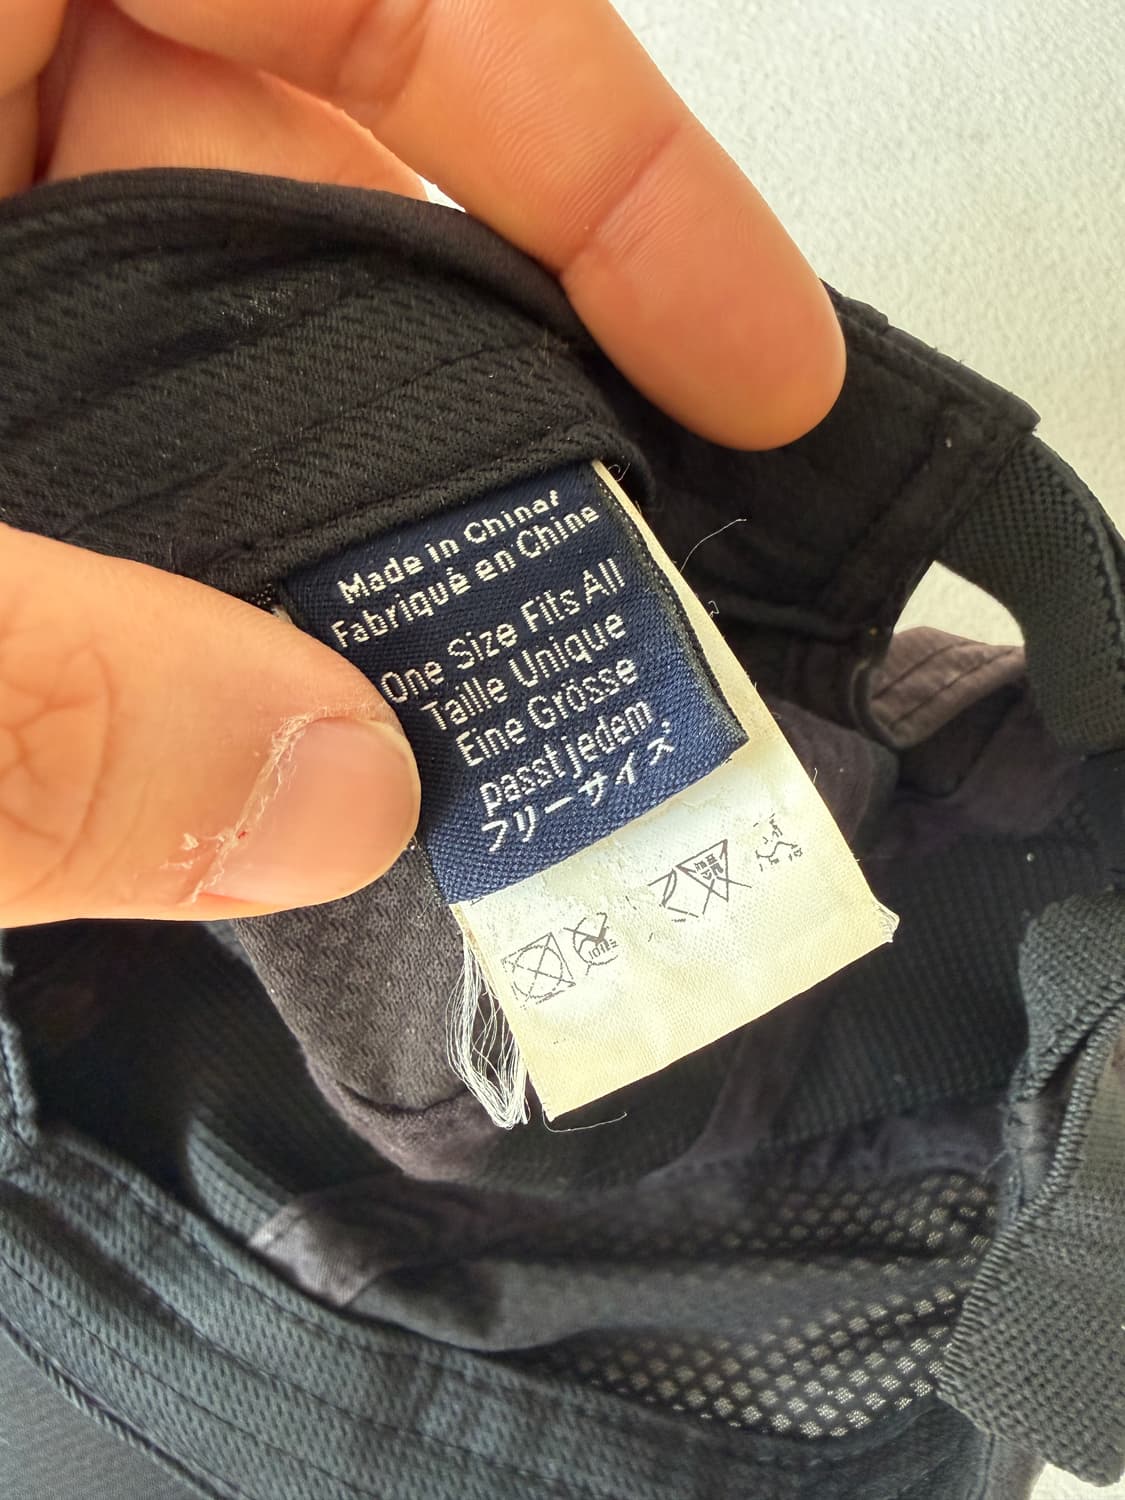 Made in China/
Fabriqué en Chine
One Size Fits All
Taille Unique
Eine Grösse
passt jedem
フリーサイズ